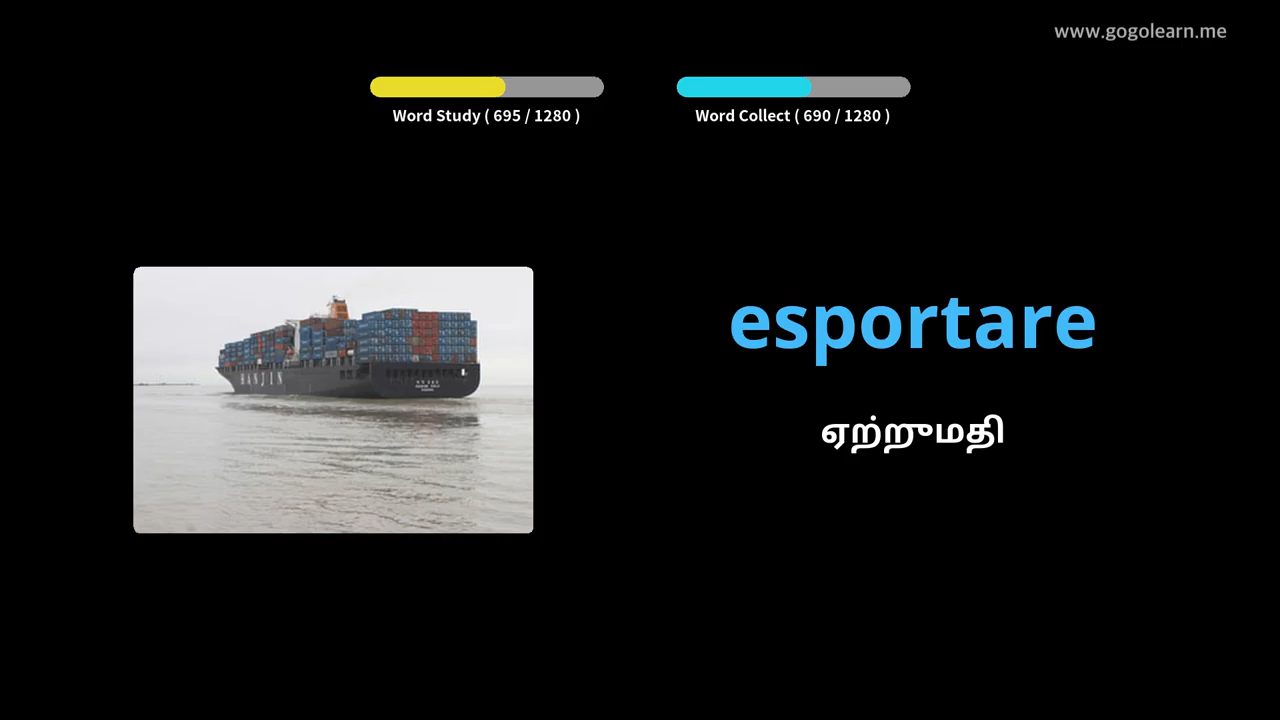 www.gogolearn.me
Word Study ( 695 / 1280 )
Word Collect ( 690 / 1280 )
esportare
ஏற்றுமதி
HANJIN